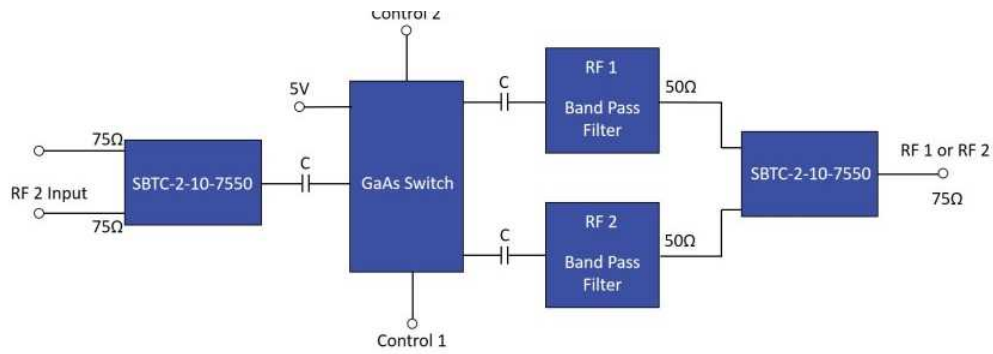 Control 2
5V
75Ω
RF 2 Input
75Ω
SBTC-2-10-7550
C
GaAs Switch
C
C
RF 1
Band Pass
Filter
50Ω
RF 2
Band Pass
Filter
50Ω
SBTC-2-10-7550
RF 1 or RF 2
75Ω
Control 1